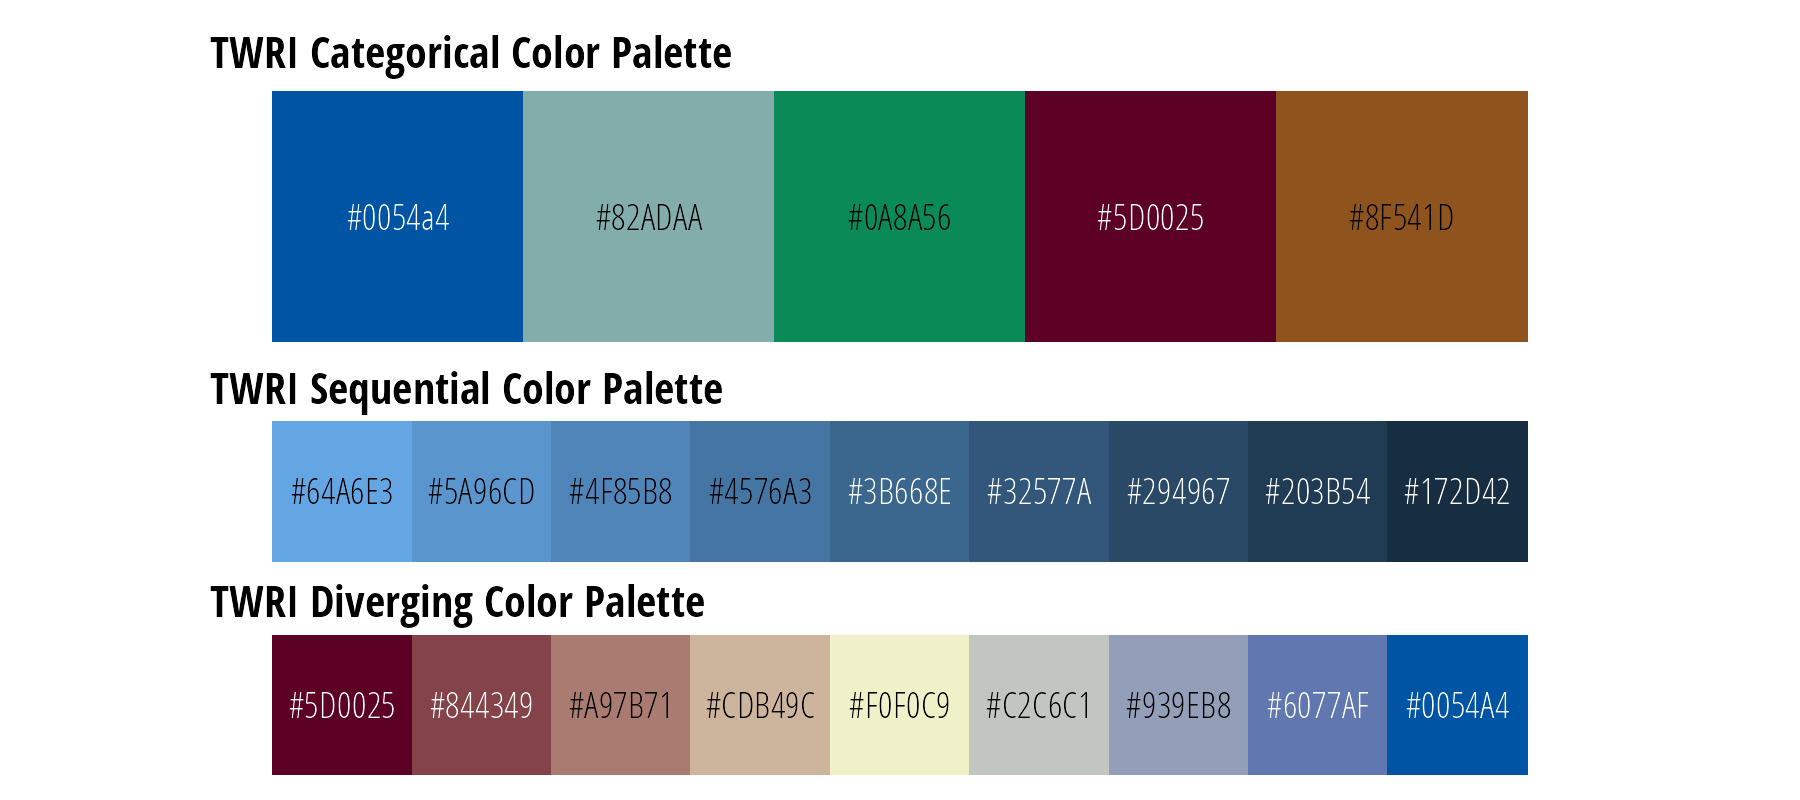 TWRI Categorical Color Palette
#0054a4 #82ADAA #0A8A56 #5D0025 #8F541D
TWRI Sequential Color Palette
#64A6E3 #5A96CD #4F85B8 #4576A3 #3B668E #32577A #294967 #203B54 #172D42
TWRI Diverging Color Palette
#5D0025 #844349 #A97B71 #CDB49C #F0F0C9 #C2C6C1 #939EB8 #6077AF #0054A4